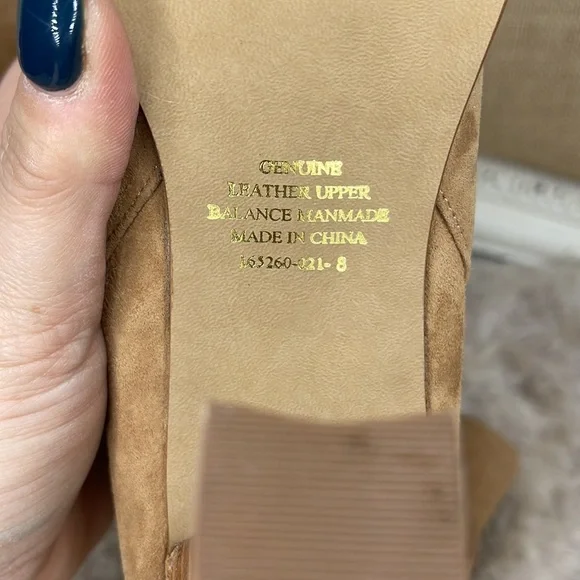 GENUINE
LEATHER UPPER
BALANCE MANMADE
MADE IN CHINA
165260-021- 8